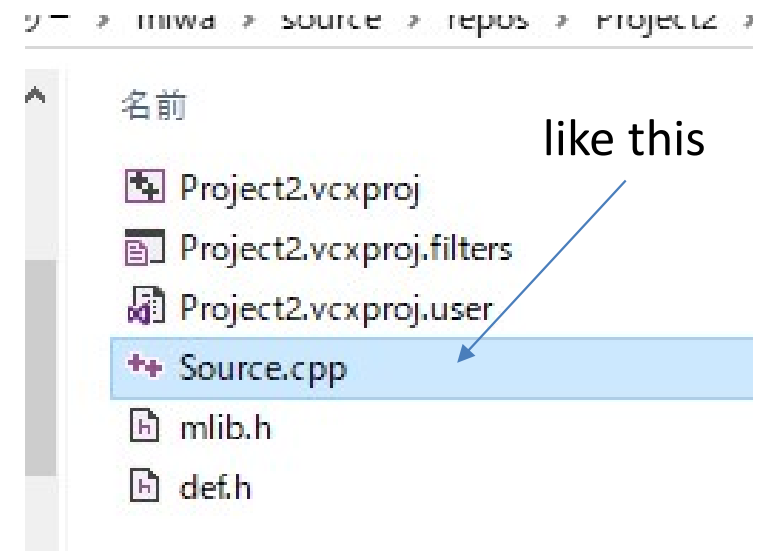 miwa > source > repos > Project2 >
名前
like this
Project2.vcxproj
Project2.vcxproj.filters
Project2.vcxproj.user
Source.cpp
mlib.h
def.h